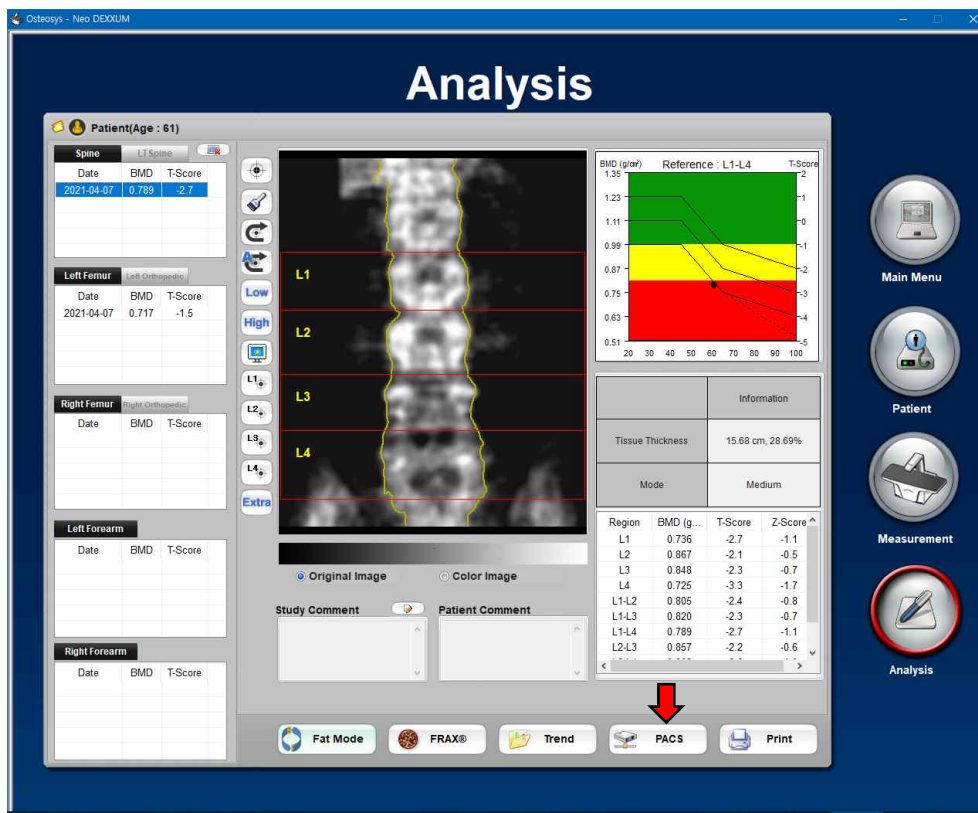 Osteosys - Neo DEXXUM
Analysis
Patient(Age : 61)
Spine LT Spine
Date BMD T-Score
2021-04-07 0.789 -2.7
Left Femur Left Orthopedic
Date BMD T-Score
2021-04-07 0.717 -1.5
Right Femur Right Orthopedic
Date BMD T-Score
Left Forearm
Date BMD T-Score
Right Forearm
Date BMD T-Score
A
Low
High
L1
L2
L3
L4
Extra
L1
L2
L3
L4
Original Image Color Image
Study Comment Patient Comment
BMD (g/㎠) Reference : L1-L4 T-Score
1.35 2
1.23 1
1.11 0
0.99 -1
0.87 -2
0.75 -3
0.63 -4
0.51 -5
20 30 40 50 60 70 80 90 100
Information
Tissue Thickness 15.68 cm, 28.69%
Mode Medium
Region BMD (g... T-Score Z-Score
L1 0.736 -2.7 -1.1
L2 0.867 -2.1 -0.5
L3 0.848 -2.3 -0.7
L4 0.725 -3.3 -1.7
L1-L2 0.805 -2.4 -0.8
L1-L3 0.820 -2.3 -0.7
L1-L4 0.789 -2.7 -1.1
L2-L3 0.857 -2.2 -0.6
Fat Mode FRAX® Trend PACS Print
Main Menu
Patient
Measurement
Analysis